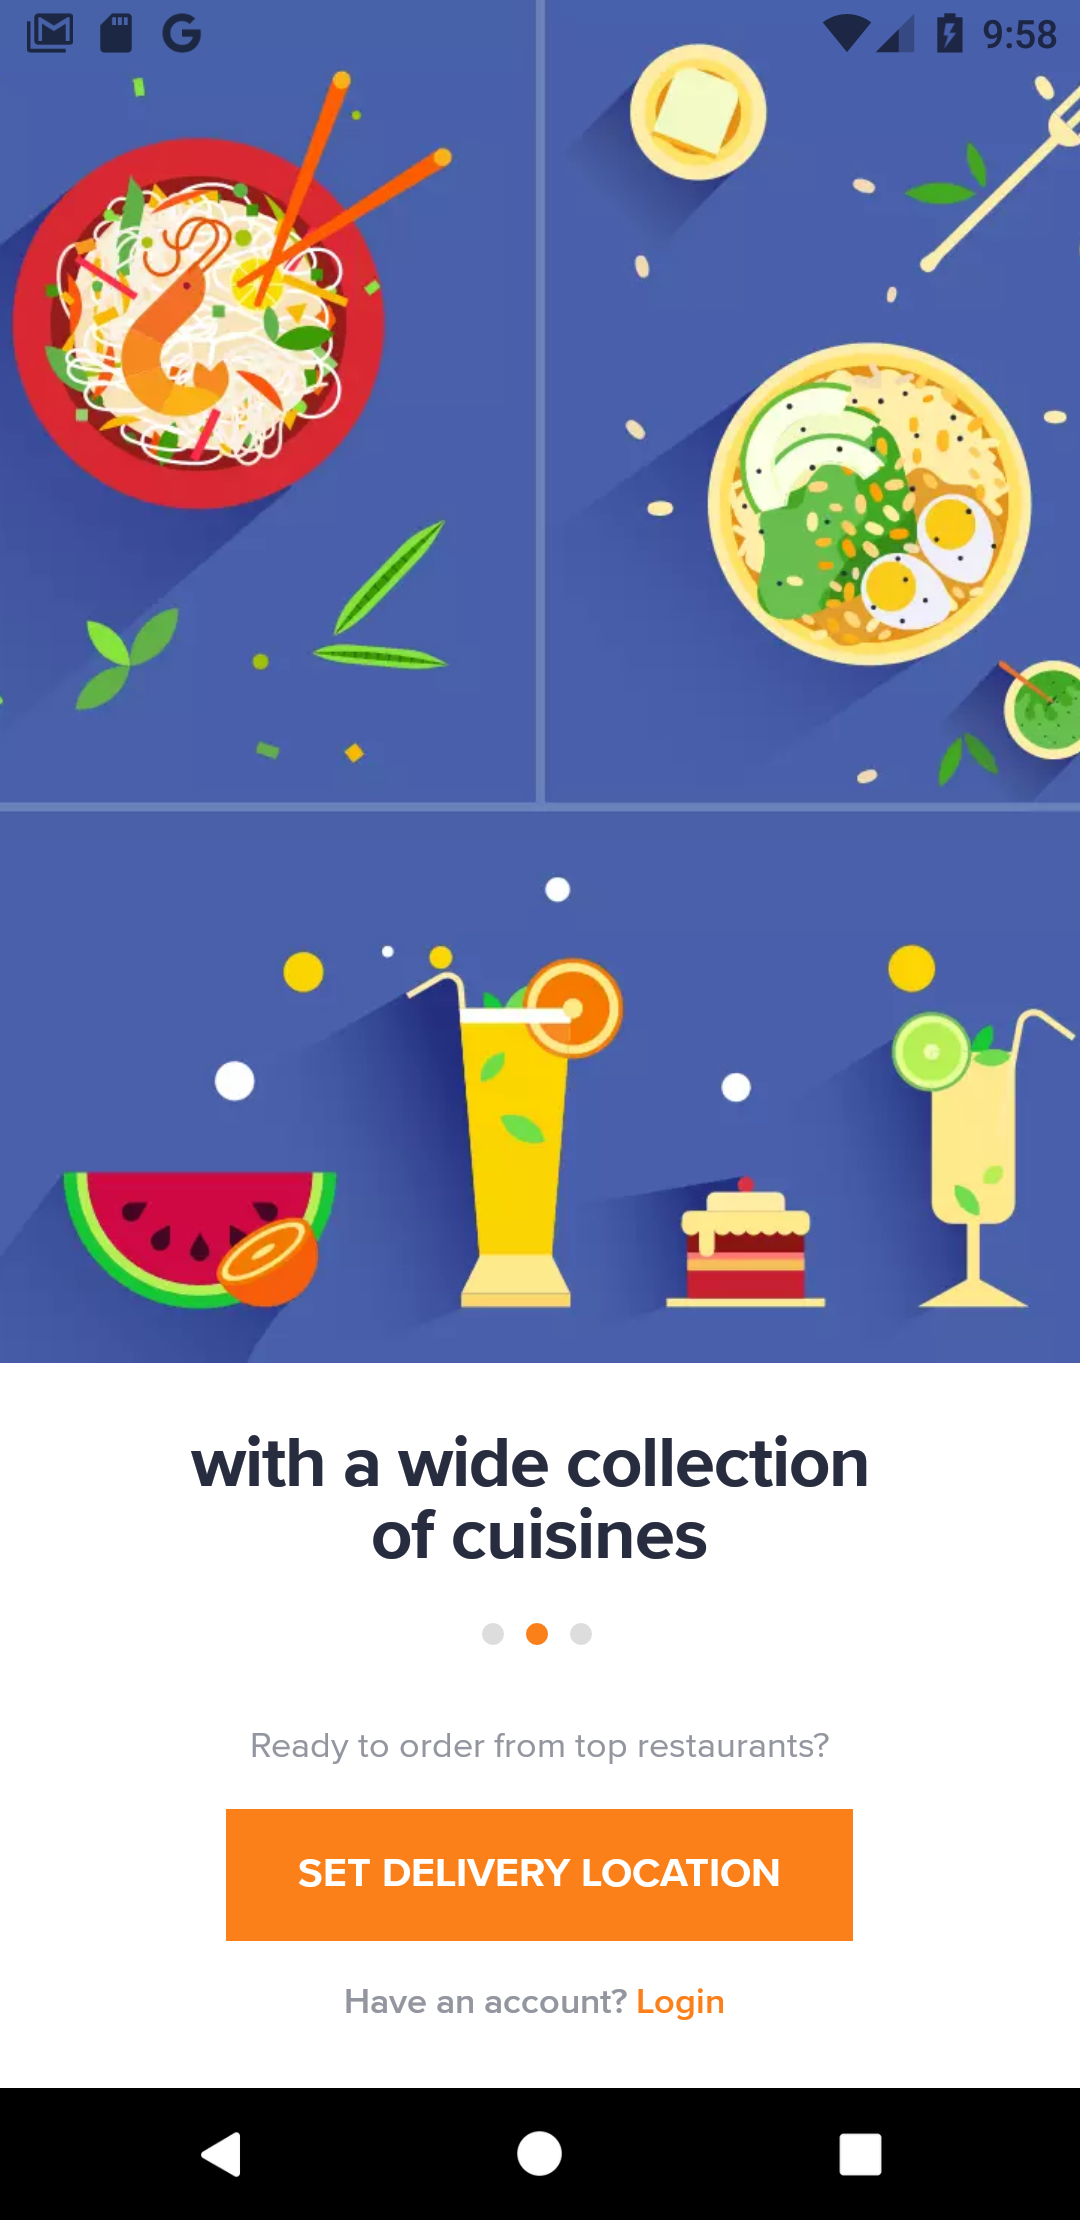 9:58
with a wide collection
of cuisines
Ready to order from top restaurants?
SET DELIVERY LOCATION
Have an account? Login